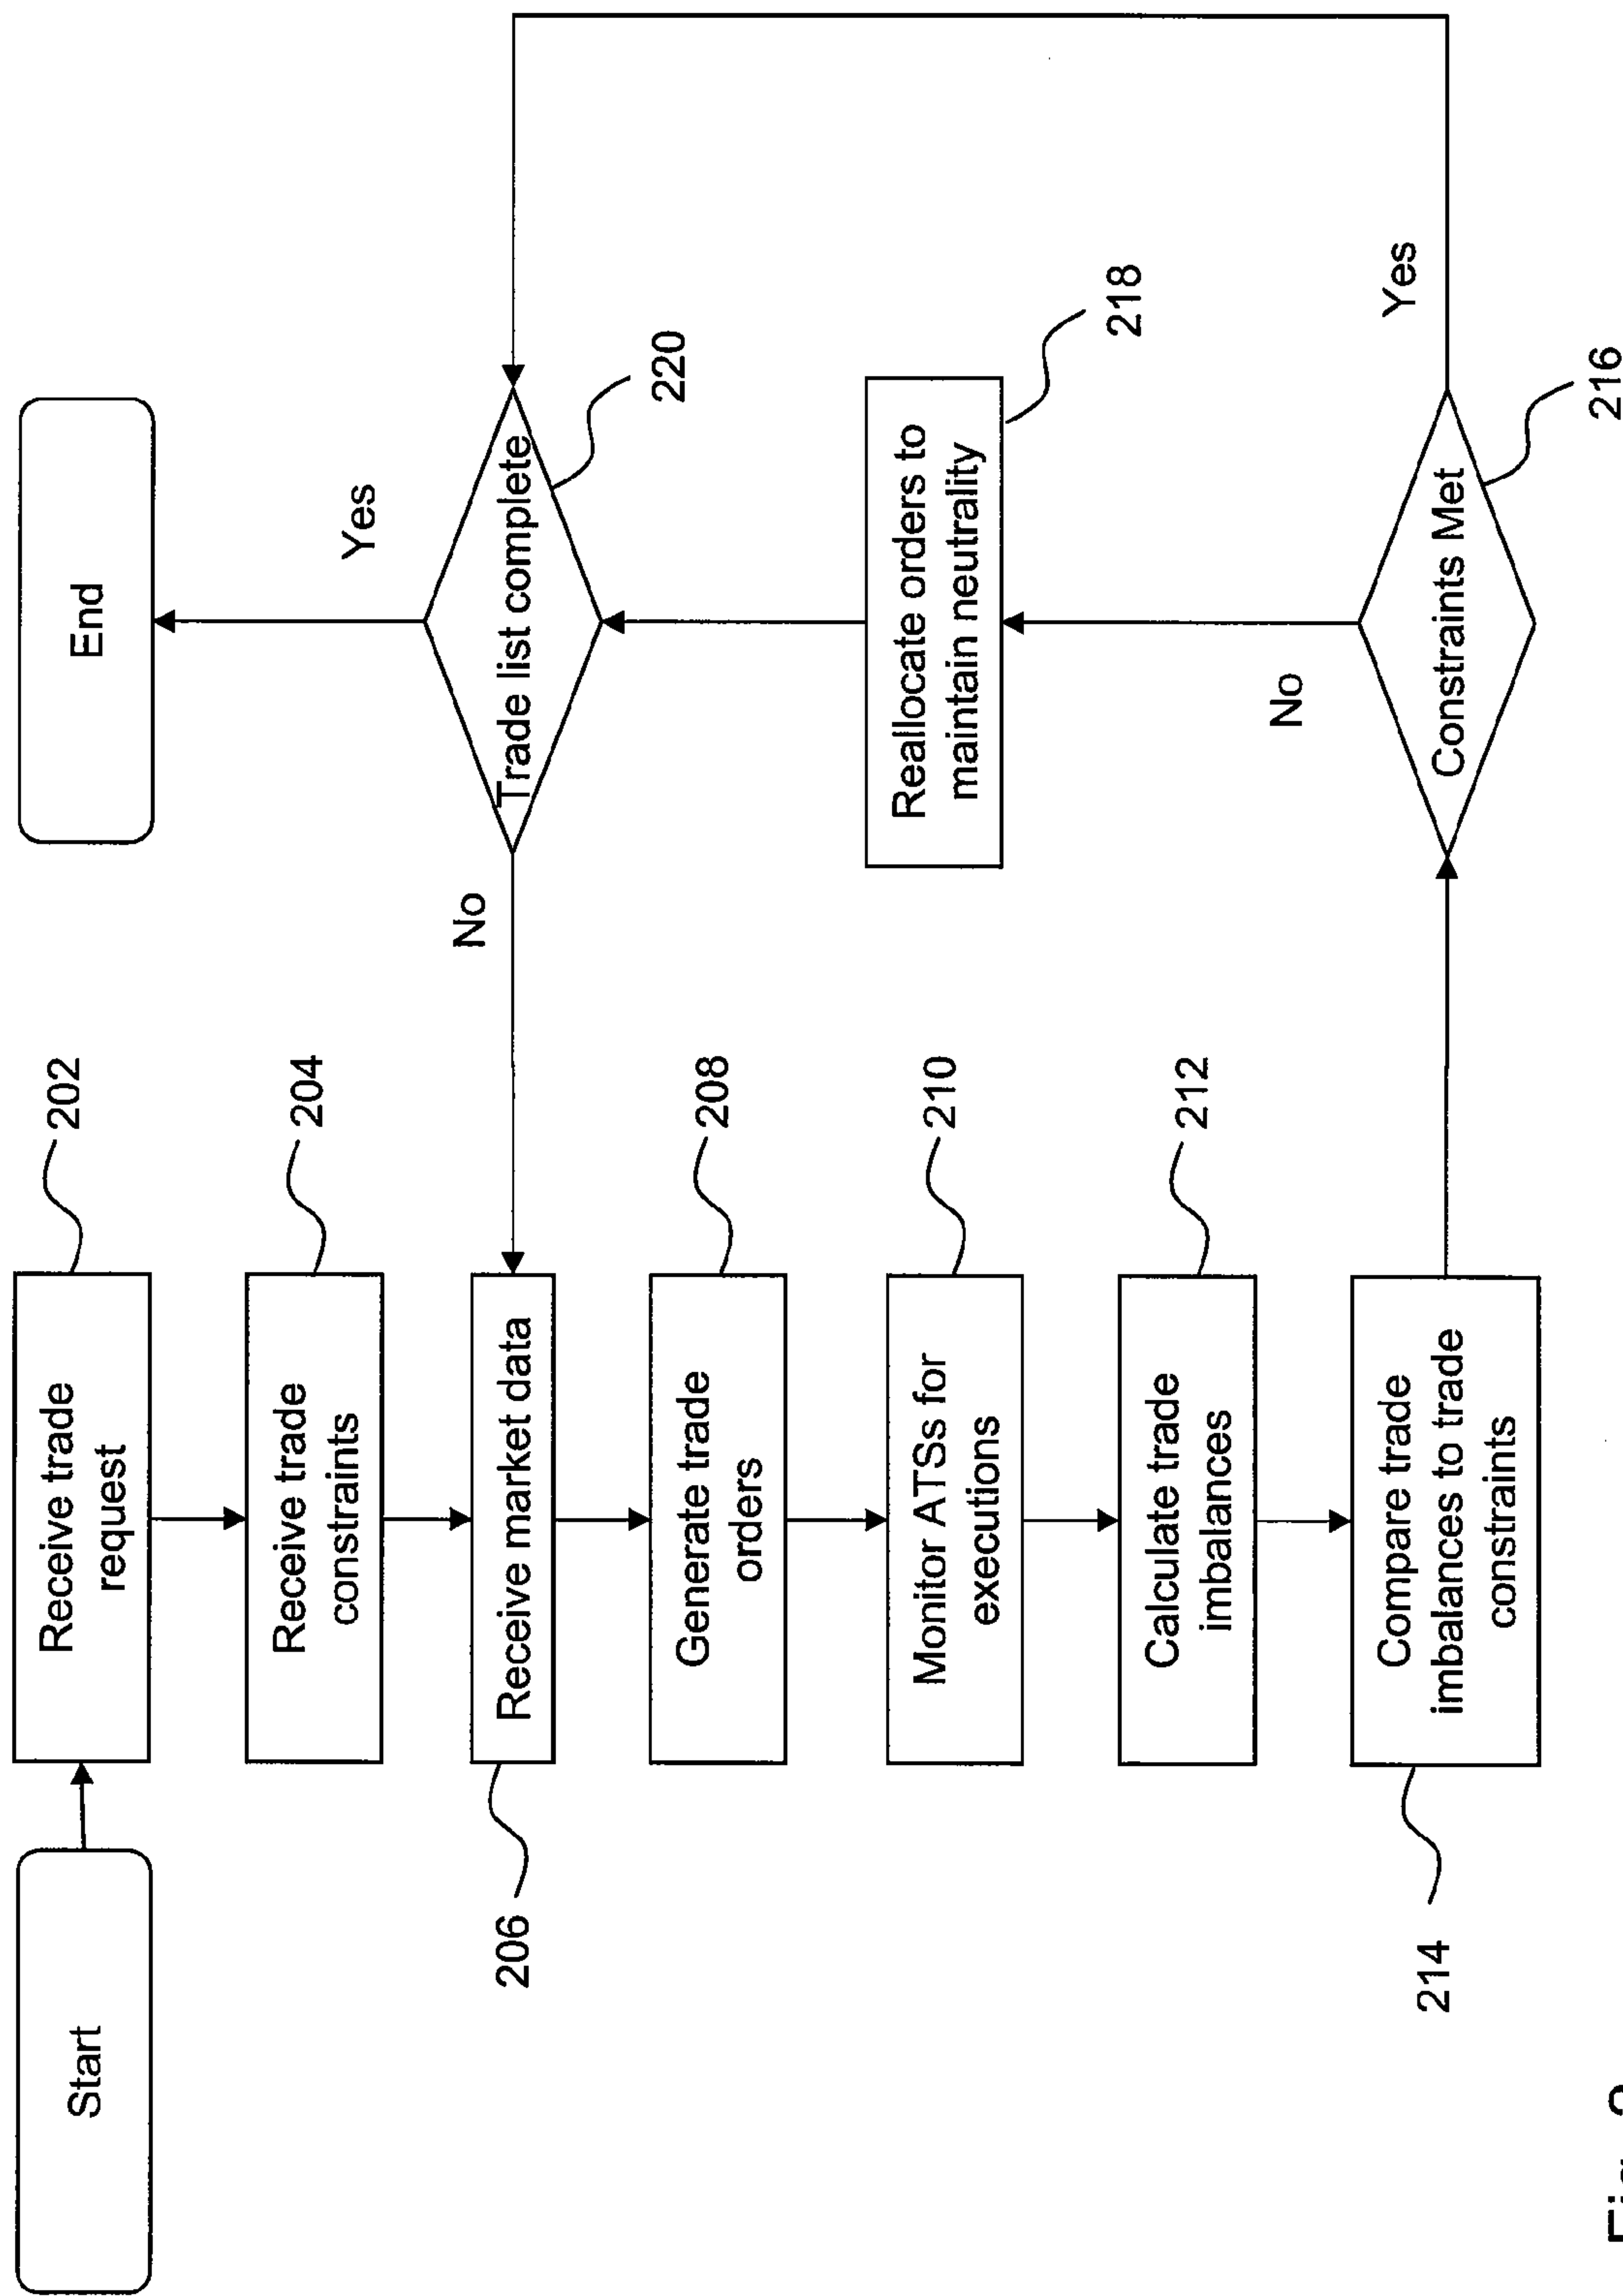 Start
Receive trade
request
202
Receive trade
constraints
204
Receive market data
206
Generate trade
orders
208
Monitor ATSs for
executions
210
Calculate trade
imbalances
212
Compare trade
imbalances to trade
constraints
214
Constraints Met
216
Yes
No
Reallocate orders to
maintain neutrality
218
Trade list complete
220
No
Yes
End